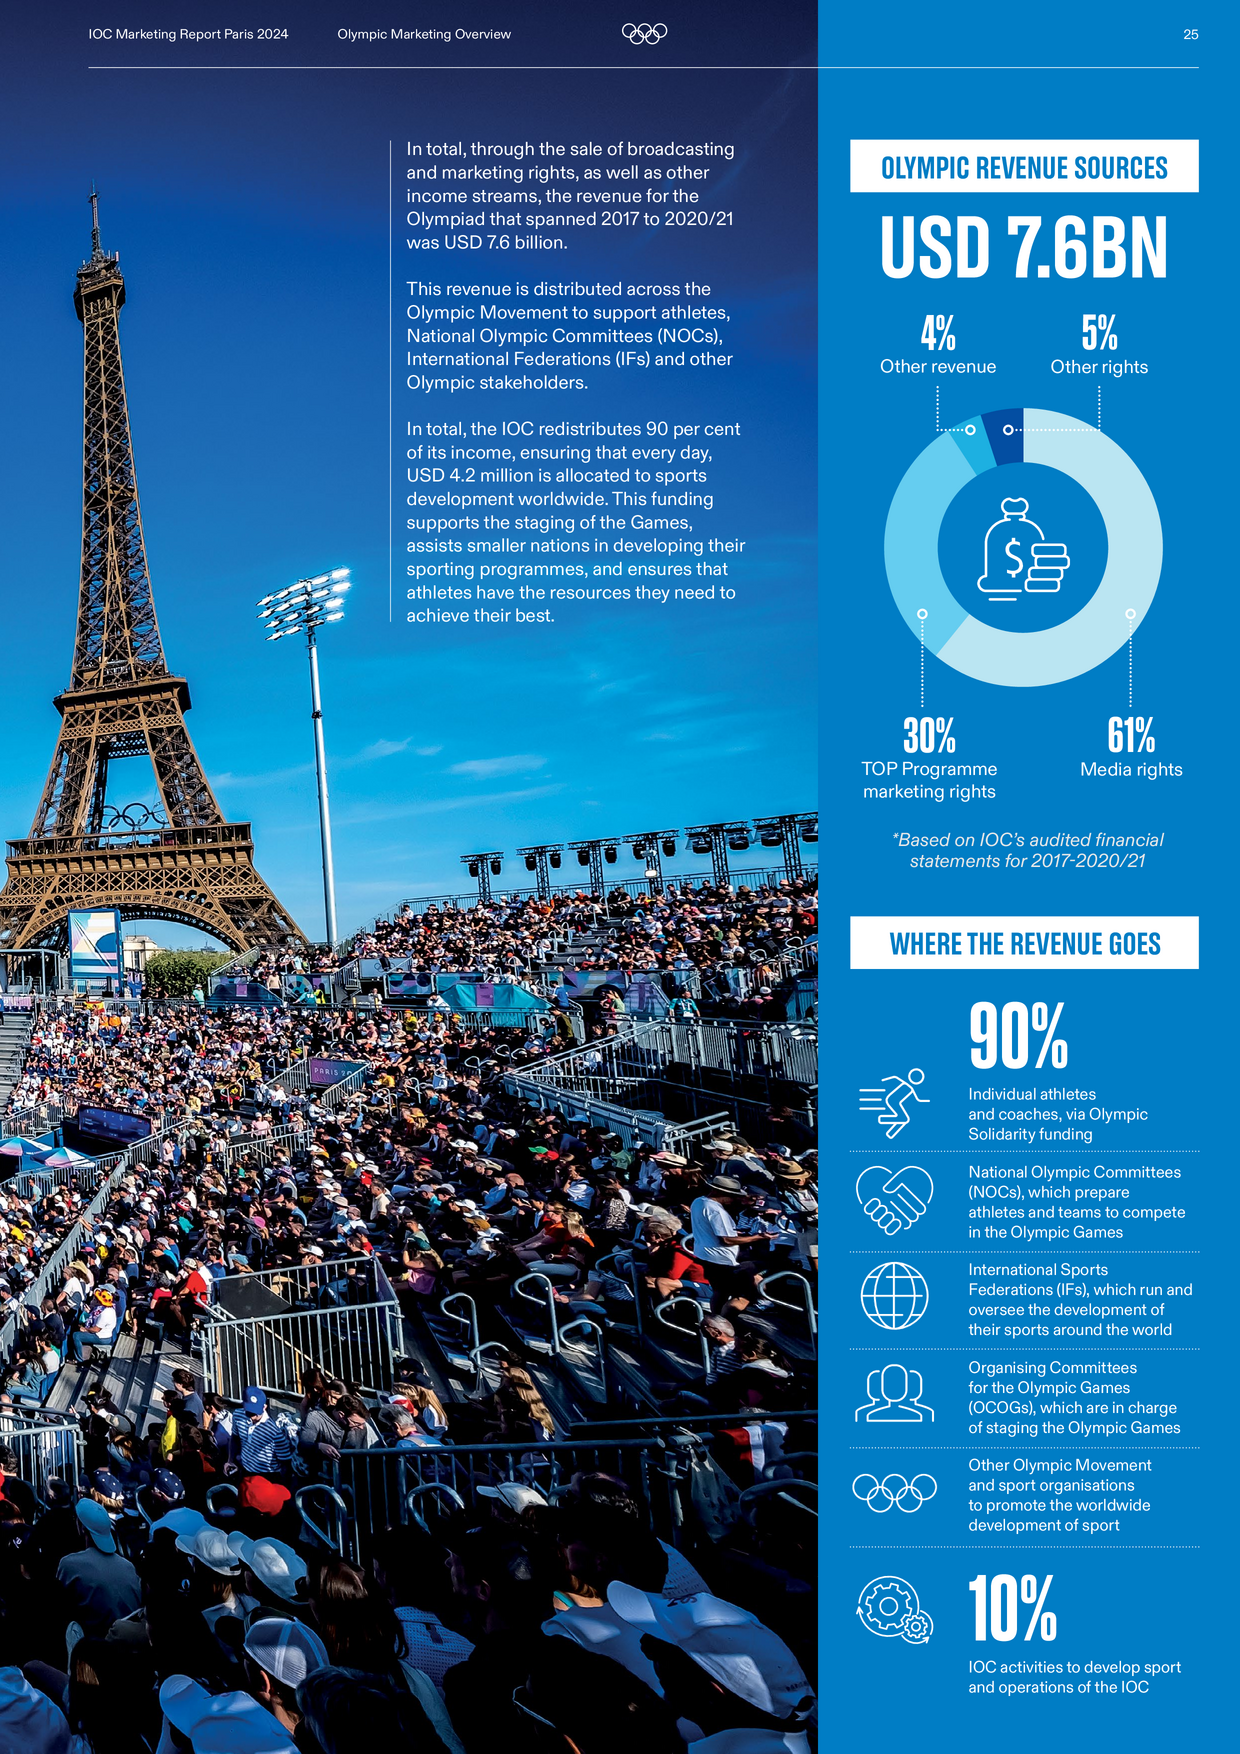 IOC Marketing Report Paris 2024
Olympic Marketing Overview
25
In total, through the sale of broadcasting
and marketing rights, as well as other
income streams, the revenue for the
Olympiad that spanned 2017 to 2020/21
was USD 7.6 billion.
This revenue is distributed across the
Olympic Movement to support athletes,
National Olympic Committees (NOCs),
International Federations (IFs) and other
Olympic stakeholders.
In total, the IOC redistributes 90 per cent
of its income, ensuring that every day,
USD 4.2 million is allocated to sports
development worldwide. This funding
supports the staging of the Games,
assists smaller nations in developing their
sporting programmes, and ensures that
athletes have the resources they need to
achieve their best.
PARIS 2
OLYMPIC REVENUE SOURCES
USD 7.6BN
4%
Other revenue
5%
Other rights
$
30%
TOP Programme
marketing rights
61%
Media rights
*Based on IOC's audited financial
statements for 2017-2020/21
WHERE THE REVENUE GOES
90%
Individual athletes
and coaches, via Olympic
Solidarity funding
National Olympic Committees
(NOCs), which prepare
athletes and teams to compete
in the Olympic Games
International Sports
Federations (IFs), which run and
oversee the development of
their sports around the world
Organising Committees
for the Olympic Games
(OCOGs), which are in charge
of staging the Olympic Games
Other Olympic Movement
and sport organisations
to promote the worldwide
development of sport
10%
IOC activities to develop sport
and operations of the IOC